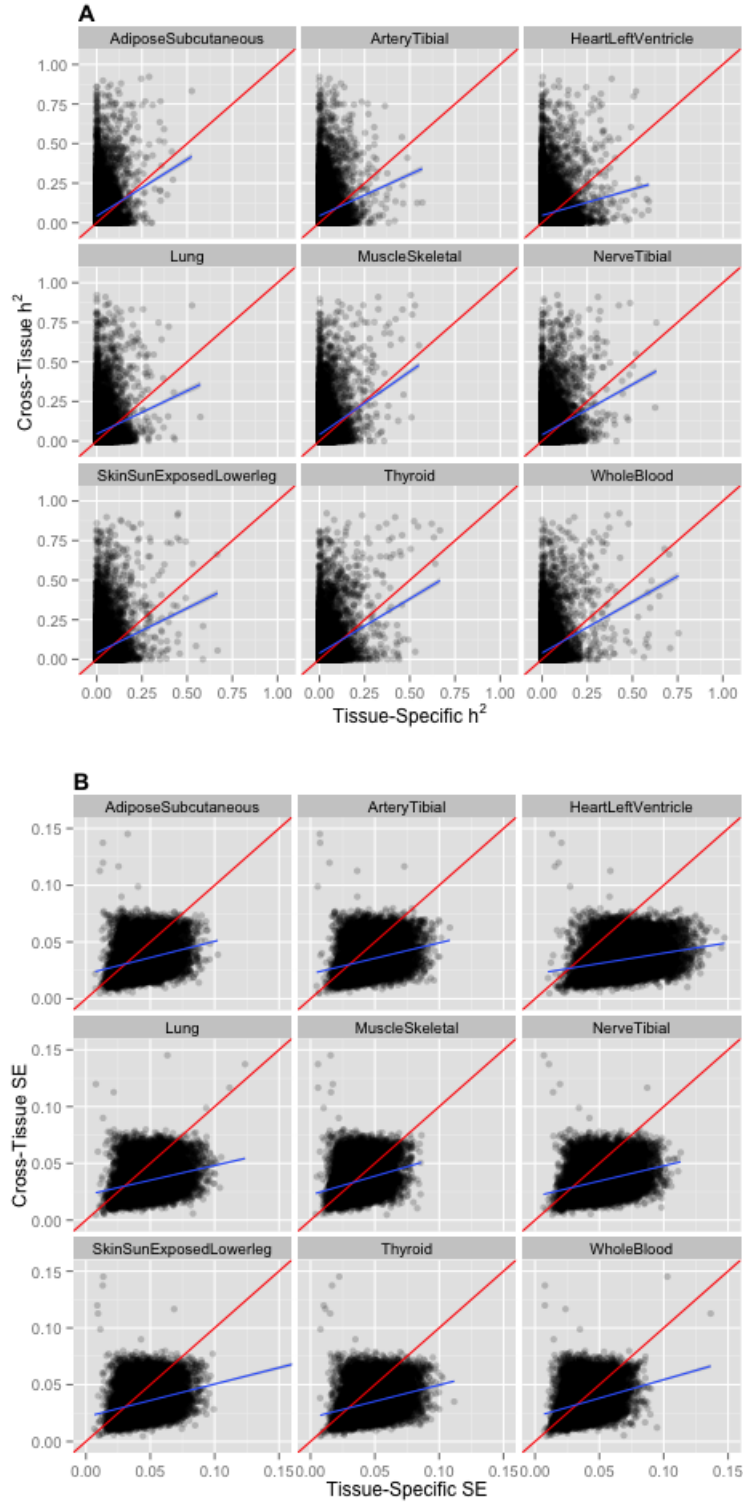 A
AdiposeSubcutaneous ArteryTibial HeartLeftVentricle
1.00
0.75
0.50
0.25
0.00
Lung MuscleSkeletal NerveTibial
1.00
0.75
0.50
0.25
0.00
Cross-Tissue h²
SkinSunExposedLowerleg Thyroid WholeBlood
1.00
0.75
0.50
0.25
0.00
0.00 0.25 0.50 0.75 1.00 0.00 0.25 0.50 0.75 1.00 0.00 0.25 0.50 0.75 1.00
Tissue-Specific h²
B
AdiposeSubcutaneous ArteryTibial HeartLeftVentricle
0.15
0.10
0.05
0.00
Lung MuscleSkeletal NerveTibial
0.15
0.10
0.05
0.00
Cross-Tissue SE
SkinSunExposedLowerleg Thyroid WholeBlood
0.15
0.10
0.05
0.00
0.00 0.05 0.10 0.15 0.00 0.05 0.10 0.15 0.00 0.05 0.10 0.15
Tissue-Specific SE